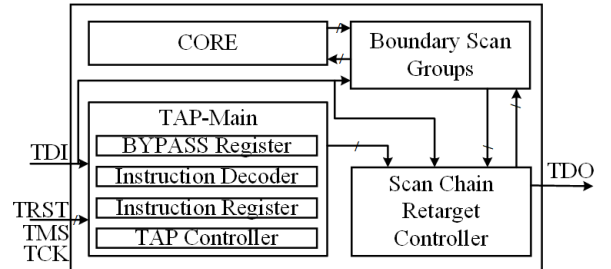 CORE
Boundary Scan
Groups
TAP-Main
BYPASS Register
Instruction Decoder
Instruction Register
TAP Controller
TDI
TRST
TMS
TCK
Scan Chain
Retarget
Controller
TDO